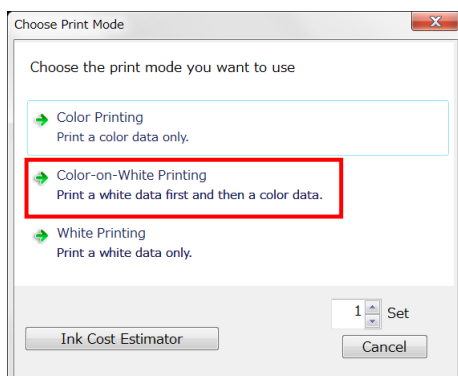 Choose Print Mode
Choose the print mode you want to use
Color Printing
Print a color data only.
Color-on-White Printing
Print a white data first and then a color data.
White Printing
Print a white data only.
1 Set
Ink Cost Estimator
Cancel